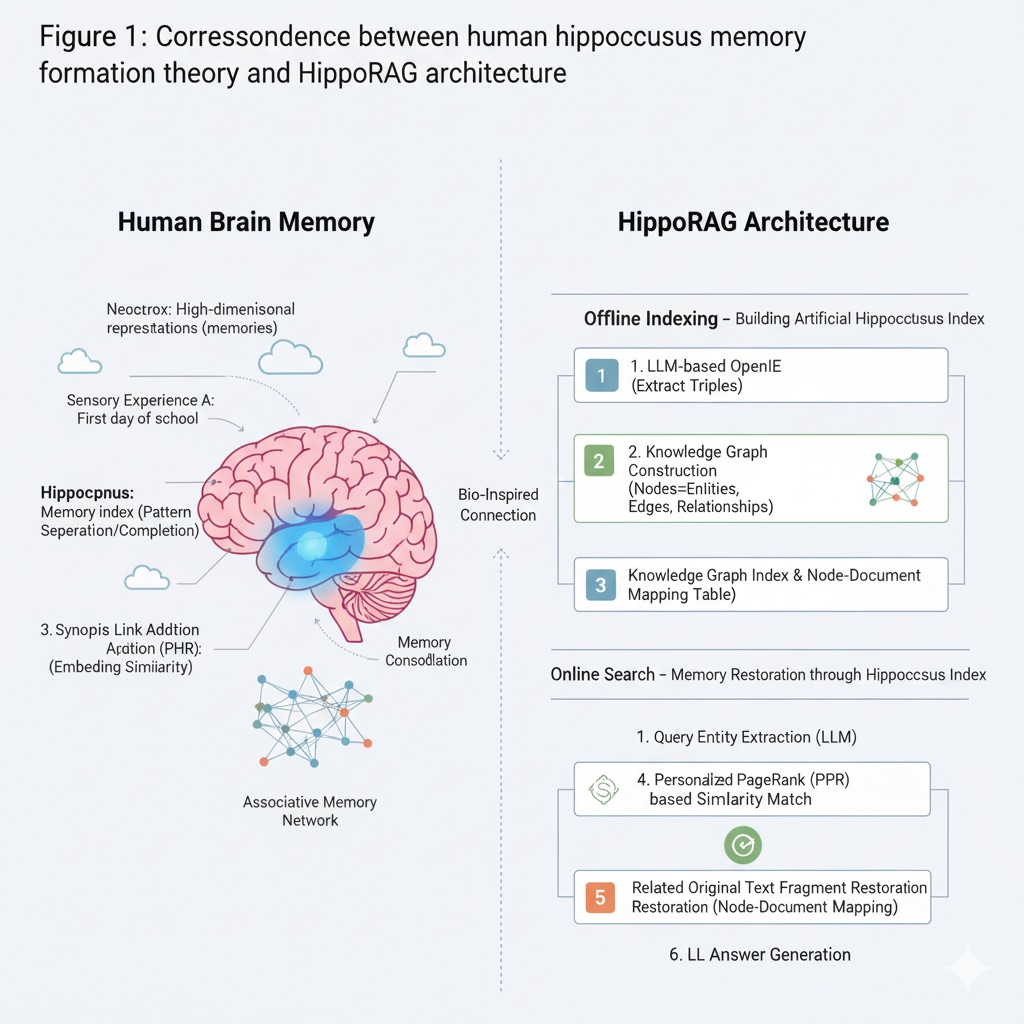 Figure 1: Corressondence between human hippoccusus memory
formation theory and HippoRAG architecture
Human Brain Memory
Neoctrox: High-dimenisonal
represtations (memories)
Sensory Experience A:
First day of school
Hippocpnus:
Memory index (Pattern
Seperation/Completion)
3. Synopis Link Addtion
Aption (PHR):
(Embeding Similarity)
Memory
Consodlation
Associative Memory
Network
Bio-Inspired
Connection
HippoRAG Architecture
Offline Indexing – Building Artificial Hippoctusus Index
1 1. LLM-based OpenIE
(Extract Triples)
2 2. Knowledge Graph
Construction
(Nodes=Enlities,
Edges, Relationships)
3 Knowledge Graph Index & Node-Document
Mapping Table)
Online Search – Memory Restoration through Hippoccsus Index
1. Query Entity Extraction (LLM)
4. Personalized PageRank (PPR)
based Similarity Match
5 Related Original Text Fragment Restoration
Restoration (Node-Document Mapping)
6. LL Answer Generation